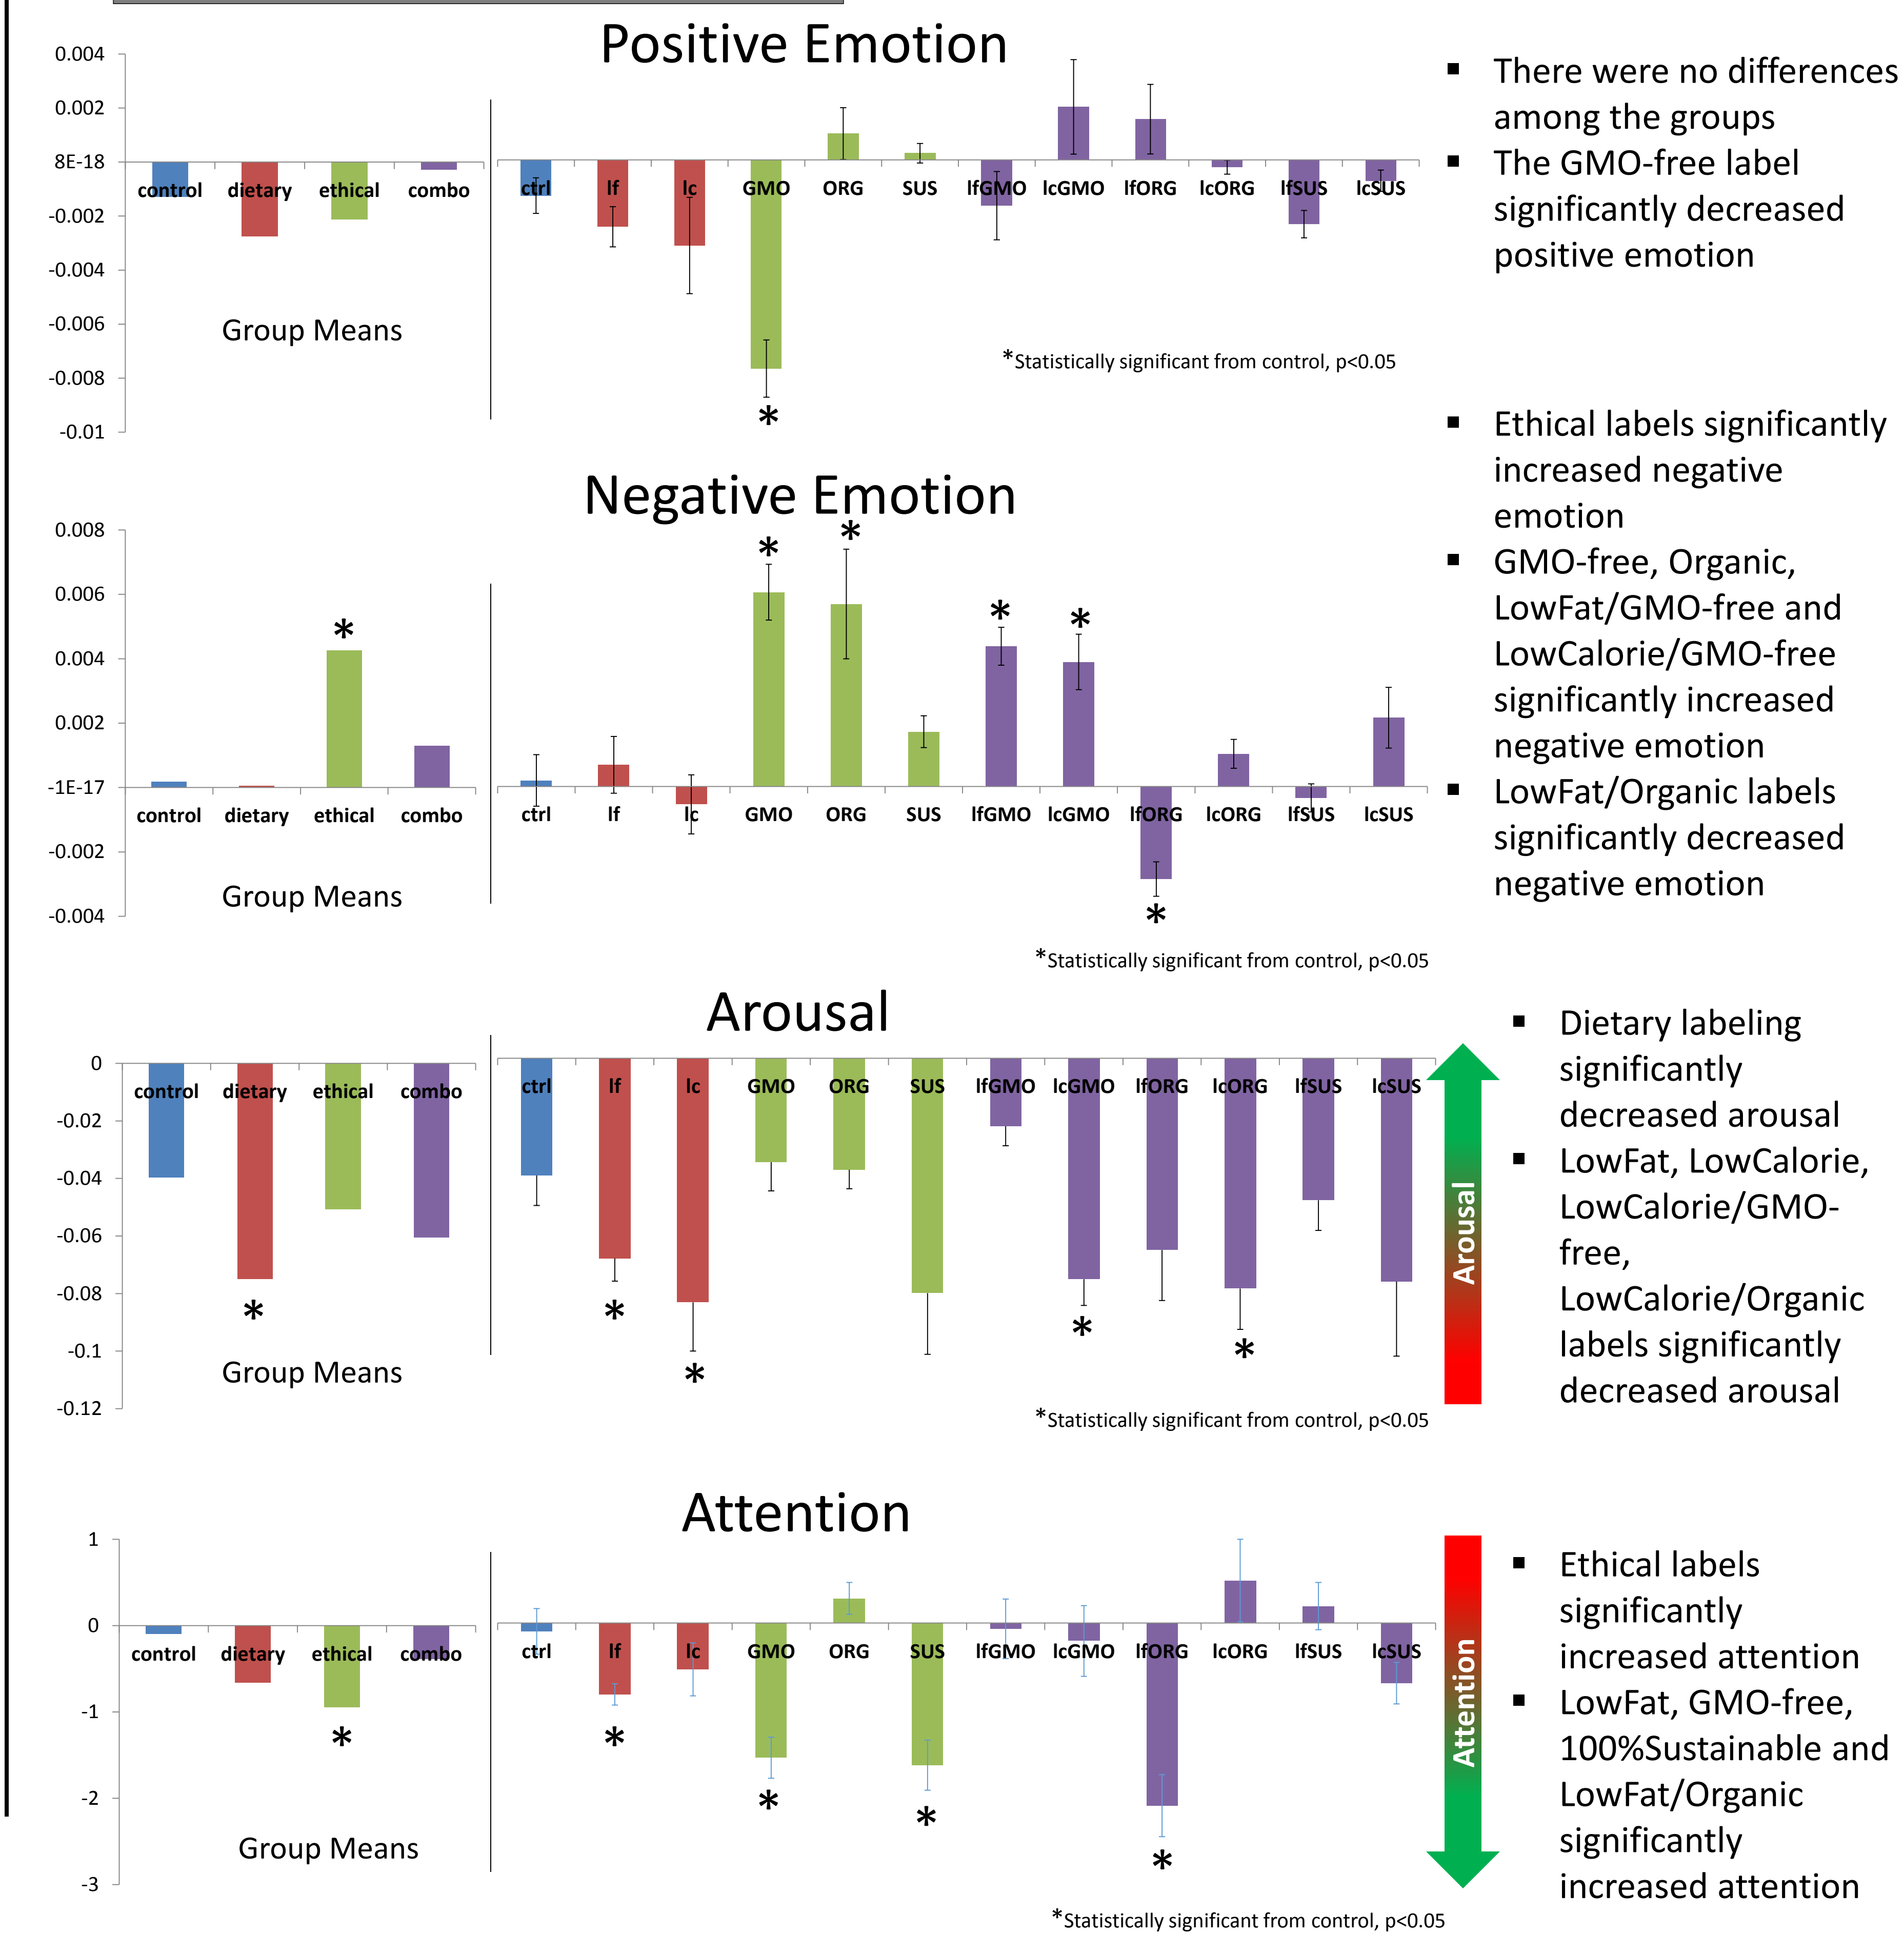 Positive Emotion
0.004
0.002
8E-18
-0.002
-0.004
-0.006
-0.008
-0.01
control dietary ethical combo
Group Means
ctrl lf lc GMO ORG SUS lfGMO lcGMO lfORG lcORG lfSUS lcSUS
*
*Statistically significant from control, p<0.05
▪ There were no differences
among the groups
▪ The GMO-free label
significantly decreased
positive emotion
Negative Emotion
0.008
0.006
0.004
0.002
-1E-17
-0.002
-0.004
*
control dietary ethical combo
Group Means
* * * *
ctrl lf lc GMO ORG SUS lfGMO lcGMO lfORG lcORG lfSUS lcSUS
*
*Statistically significant from control, p<0.05
▪ Ethical labels significantly
increased negative
emotion
▪ GMO-free, Organic,
LowFat/GMO-free and
LowCalorie/GMO-free
significantly increased
negative emotion
▪ LowFat/Organic labels
significantly decreased
negative emotion
Arousal
0
-0.02
-0.04
-0.06
-0.08
-0.1
-0.12
control dietary ethical combo
*
Group Means
ctrl lf lc GMO ORG SUS lfGMO lcGMO lfORG lcORG lfSUS lcSUS
* * * *
*Statistically significant from control, p<0.05
Arousal
▪ Dietary labeling
significantly
decreased arousal
▪ LowFat, LowCalorie,
LowCalorie/GMO-
free,
LowCalorie/Organic
labels significantly
decreased arousal
Attention
1
0
-1
-2
-3
control dietary ethical combo
*
Group Means
ctrl lf lc GMO ORG SUS lfGMO lcGMO lfORG lcORG lfSUS lcSUS
* * * *
*Statistically significant from control, p<0.05
Attention
▪ Ethical labels
significantly
increased attention
▪ LowFat, GMO-free,
100%Sustainable and
LowFat/Organic
significantly
increased attention